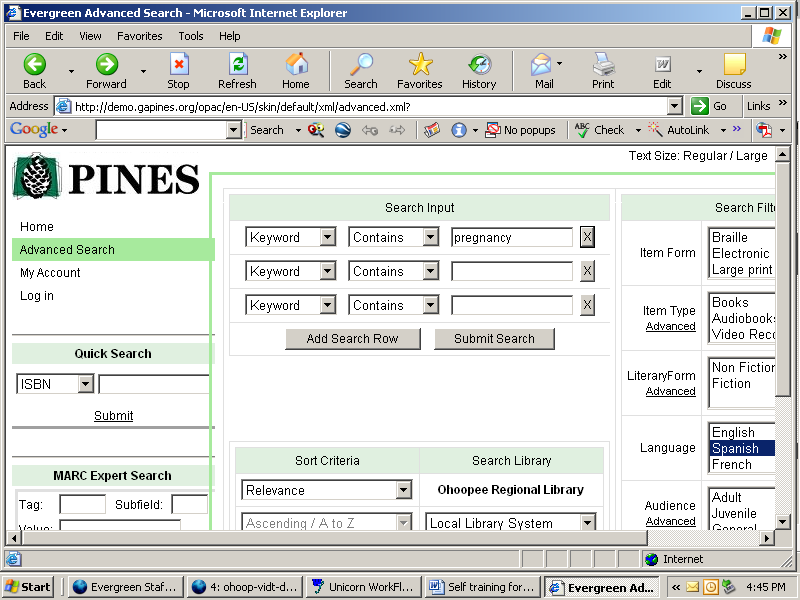 Evergreen Advanced Search - Microsoft Internet Explorer
File Edit View Favorites Tools Help
Back Forward Stop Refresh Home Search Favorites History Mail Print Edit Discuss »
Address http://demo.gapines.org/opac/en-US/skin/default/xml/advanced.xml? Go Links »
Google Search No popups ABC Check AutoLink »
Text Size: Regular / Large
PINES
Home
Advanced Search
My Account
Log in
Quick Search
ISBN
Submit
MARC Expert Search
Tag: Subfield:
Value:
Search Input
Keyword Contains pregnancy X
Keyword Contains X
Keyword Contains X
Add Search Row Submit Search
Sort Criteria Search Library
Relevance Ohoopee Regional Library
Ascending / A to Z Local Library System
Search Filte
Item Form
Braille
Electronic
Large print
Item Type
Advanced
Books
Audiobooks
Video Reco
LiteraryForm
Advanced
Non Fiction
Fiction
Language
English
Spanish
French
Audience
Advanced
Adult
Juvenile
General
Internet
Start Evergreen Staf... 4: ohoop-vidt-d... Unicorn WorkFl... Self training for... Evergreen Ad... « 4:45 PM